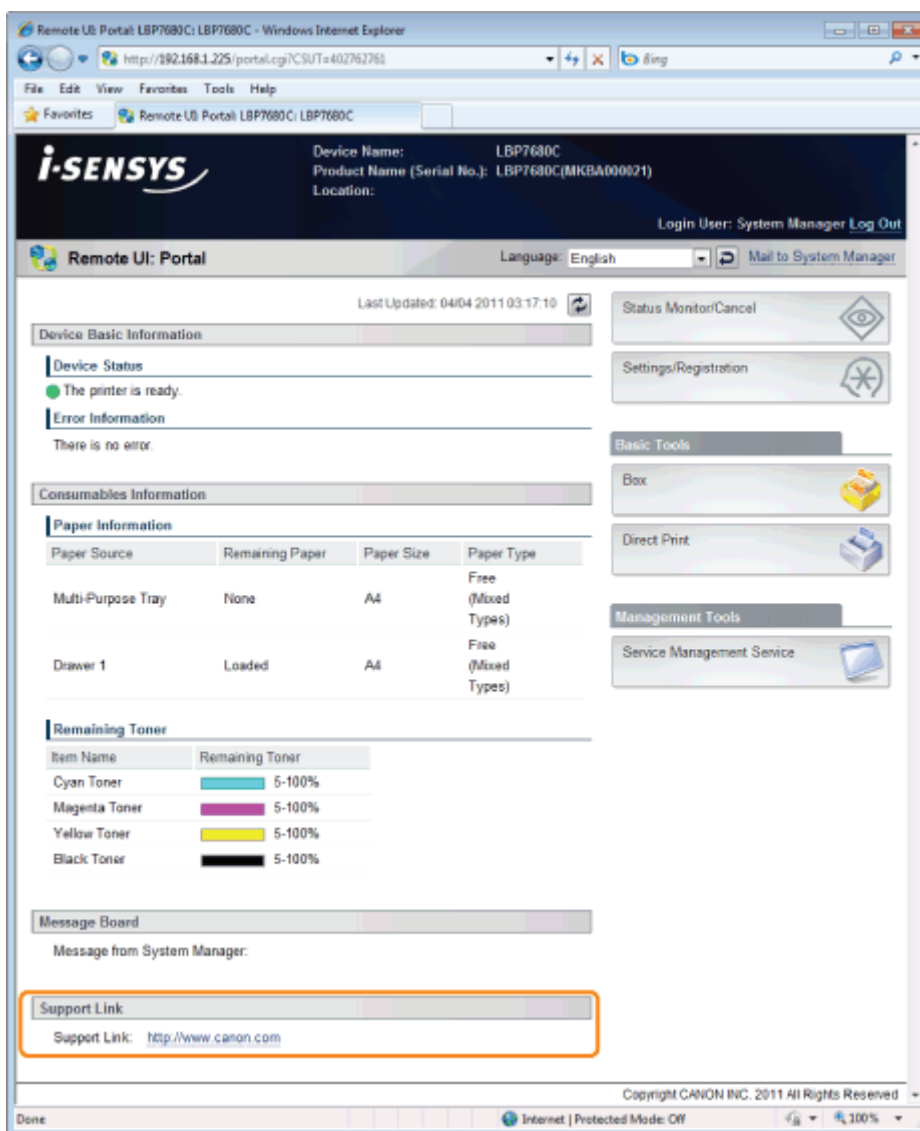 Remote UI: Portal: LBP7680C: LBP7680C - Windows Internet Explorer
http://192.168.1.225/portal.cgi?CSUT=402762761
Bing
File Edit View Favorites Tools Help
Favorites
Remote UI: Portal: LBP7680C: LBP7680C
i-SENSYS
Device Name: LBP7680C
Product Name (Serial No.): LBP7680C(MKBA000021)
Location:
Login User: System Manager Log Out
Remote UI: Portal
Language: English
Mail to System Manager
Last Updated: 04/04 2011 03:17:10
Status Monitor/Cancel
Device Basic Information
Device Status
Settings/Registration
The printer is ready.
Error Information
There is no error.
Basic Tools
Box
Consumables Information
Paper Information
Direct Print
Paper Source Remaining Paper Paper Size Paper Type
Multi-Purpose Tray None A4 Free
(Mixed
Types)
Management Tools
Service Management Service
Drawer 1 Loaded A4 Free
(Mixed
Types)
Remaining Toner
Item Name Remaining Toner
Cyan Toner 5-100%
Magenta Toner 5-100%
Yellow Toner 5-100%
Black Toner 5-100%
Message Board
Message from System Manager:
Support Link
Support Link: http://www.canon.com
Copyright CANON INC. 2011 All Rights Reserved
Done
Internet | Protected Mode: Off
100%